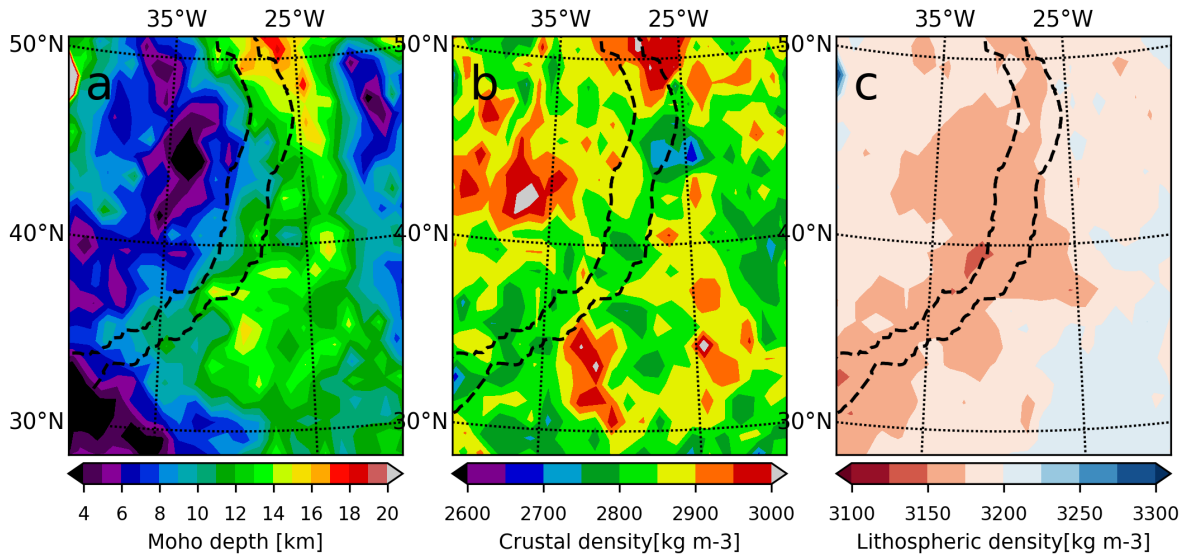 35°W 25°W 35°W 25°W 35°W 25°W
50°N 50°N 50°N
a b c
40°N 40°N 40°N
30°N 30°N 30°N
4 6 8 10 12 14 16 18 20 2600 2700 2800 2900 3000 3100 3150 3200 3250 3300
Moho depth [km] Crustal density[kg m-3] Lithospheric density[kg m-3]